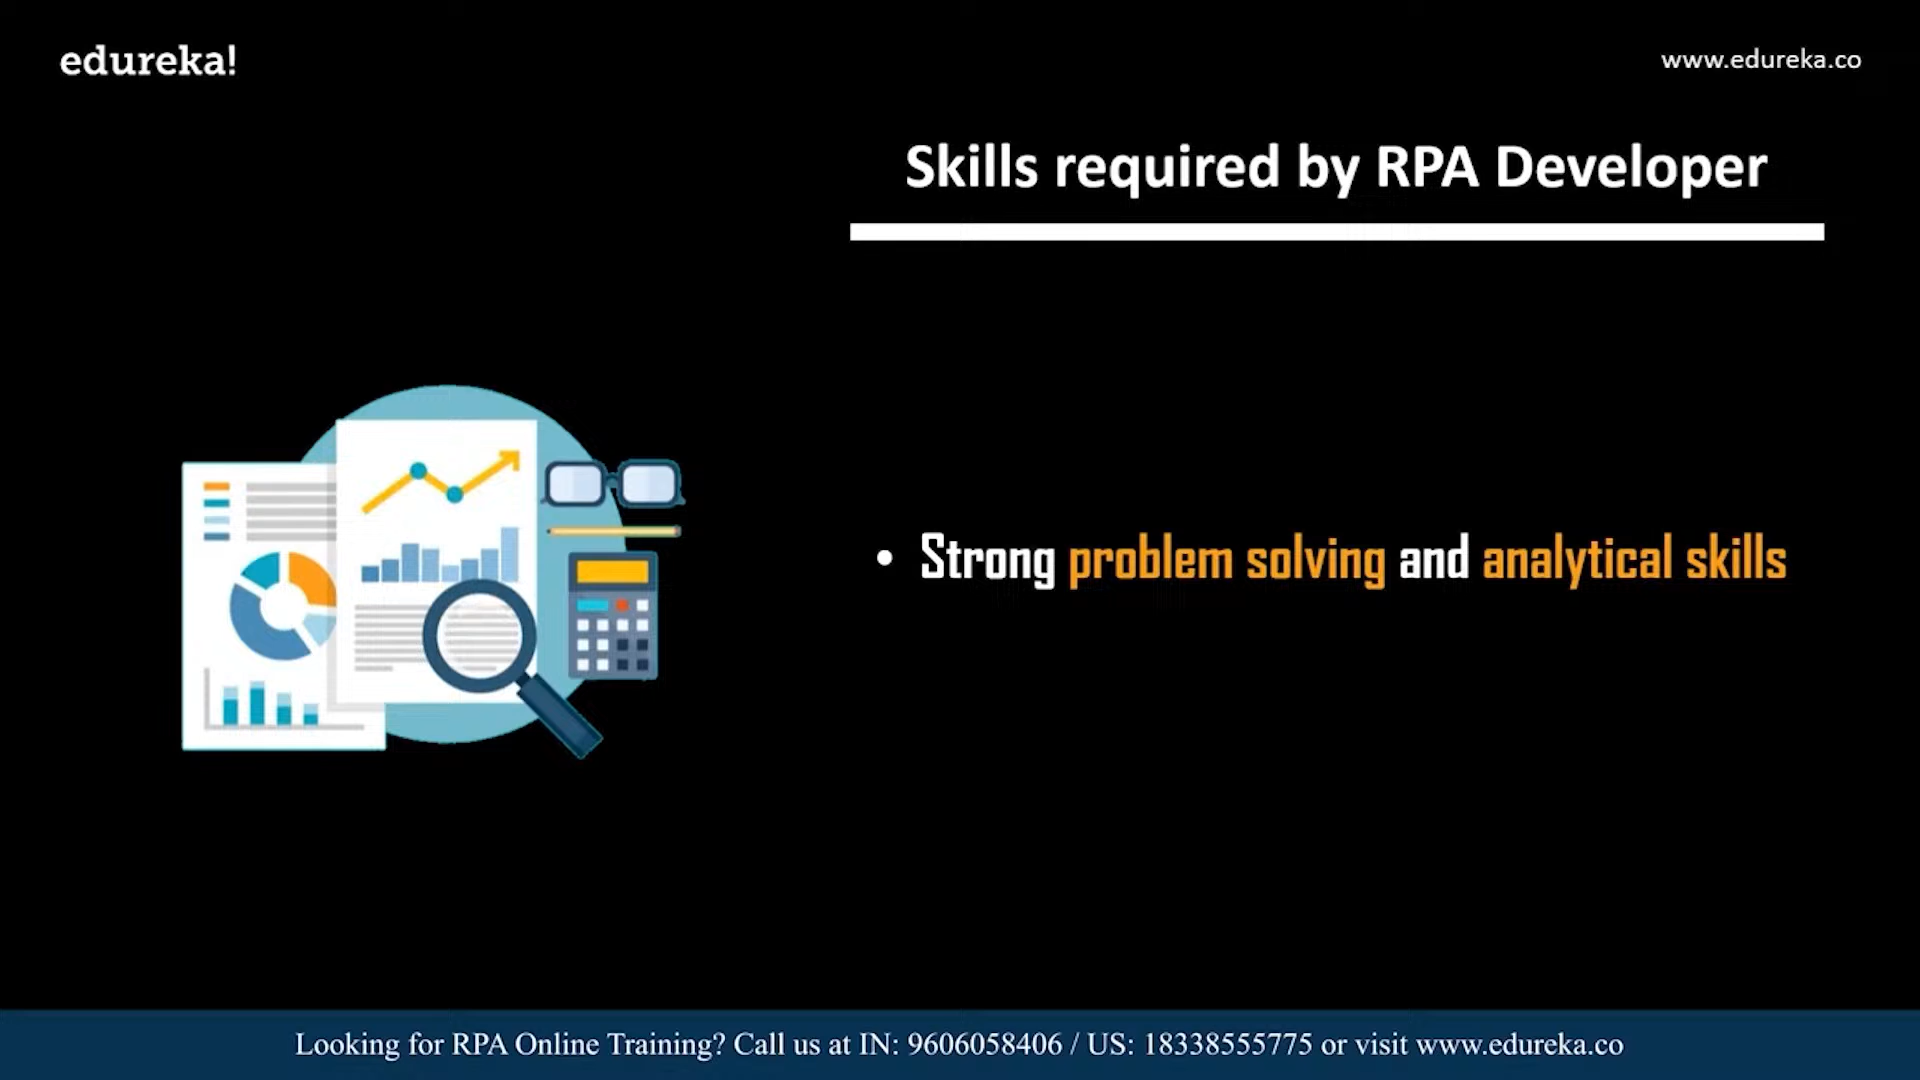 edureka!
www.edureka.co
Skills required by RPA Developer
• Strong problem solving and analytical skills
Looking for RPA Online Training? Call us at IN: 9606058406 / US: 18338555775 or visit www.edureka.co